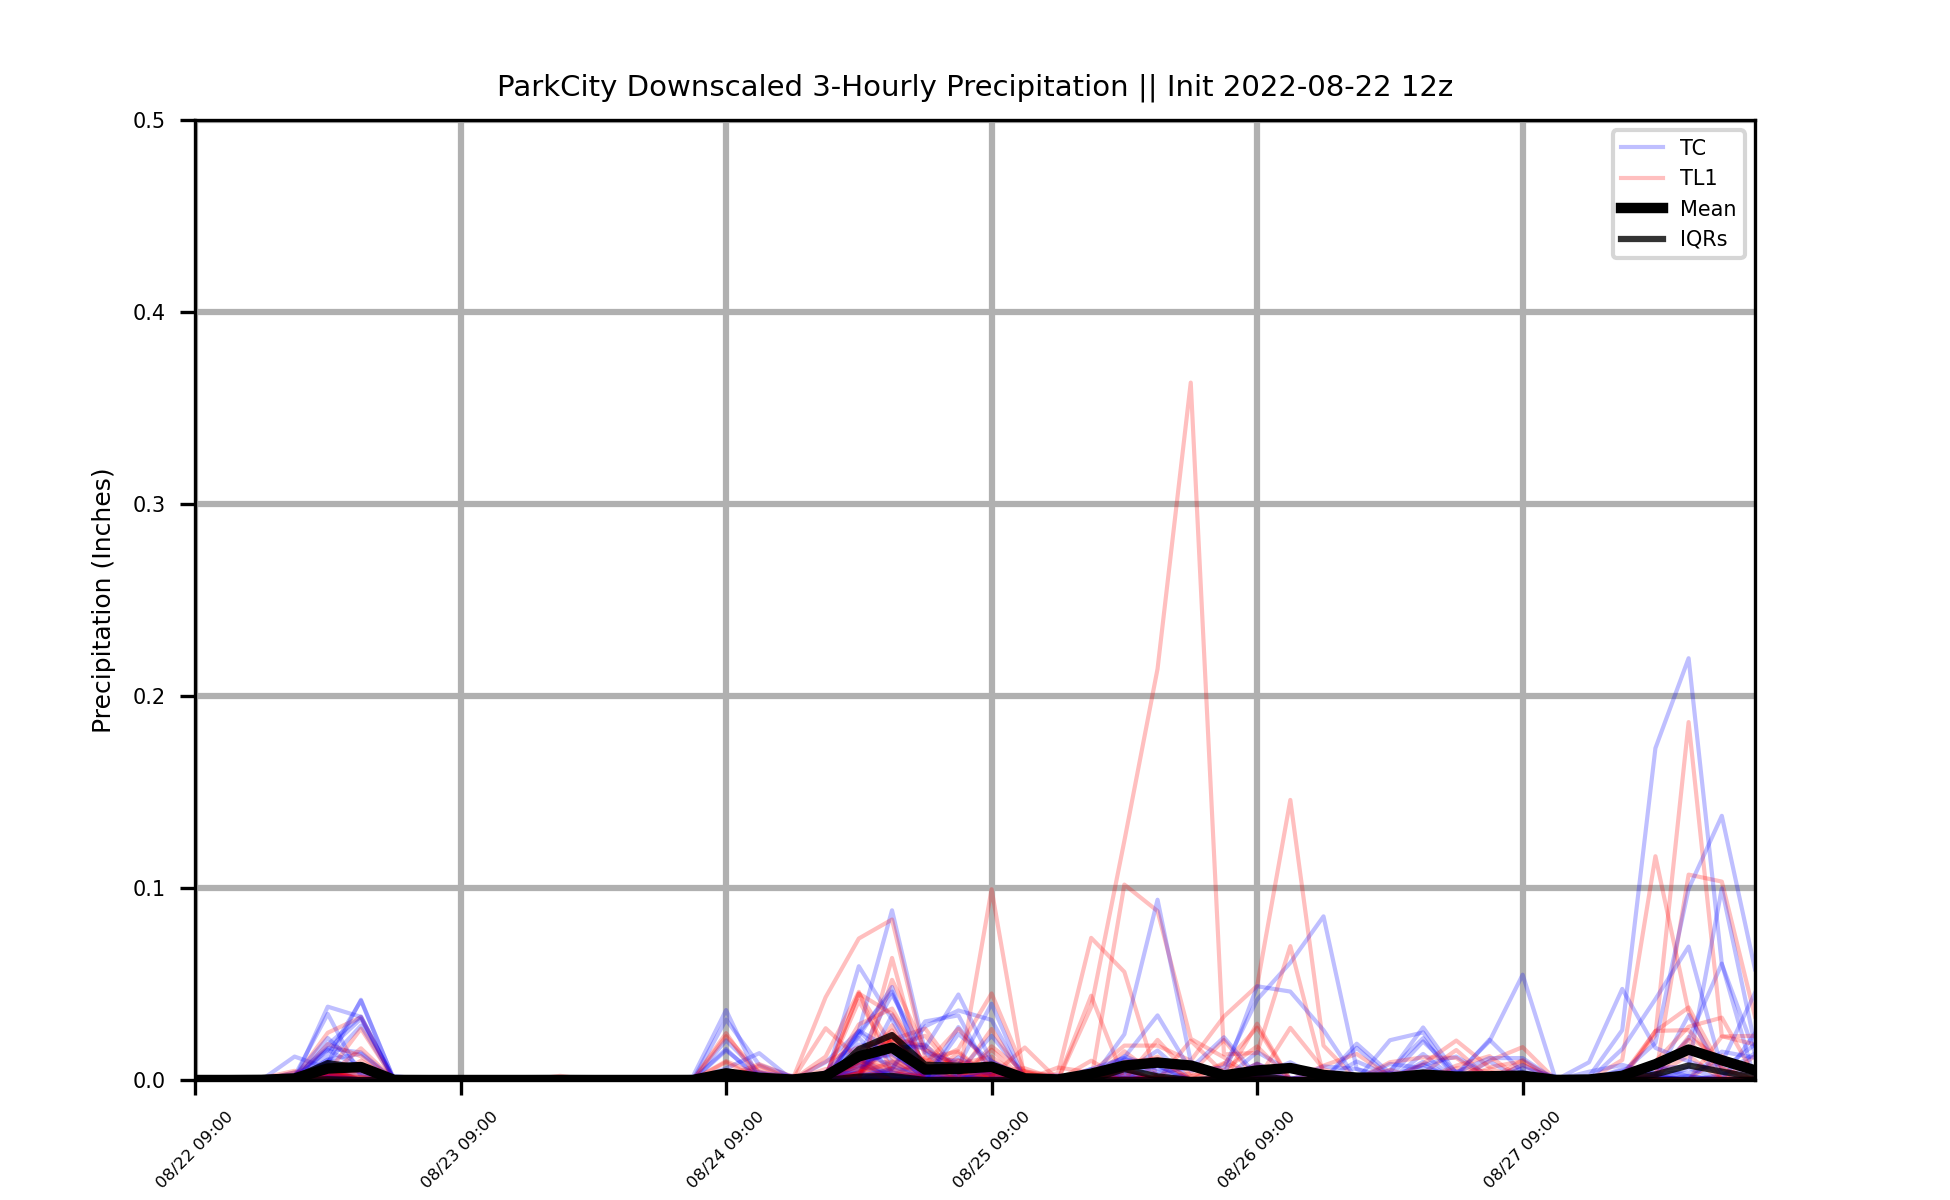 ParkCity Downscaled 3-Hourly Precipitation || Init 2022-08-22 12z
TC
TL1
Mean
IQRs
Precipitation (Inches)
0.5
0.4
0.3
0.2
0.1
0.0
08/22 09:00
08/23 09:00
08/24 09:00
08/25 09:00
08/26 09:00
08/27 09:00